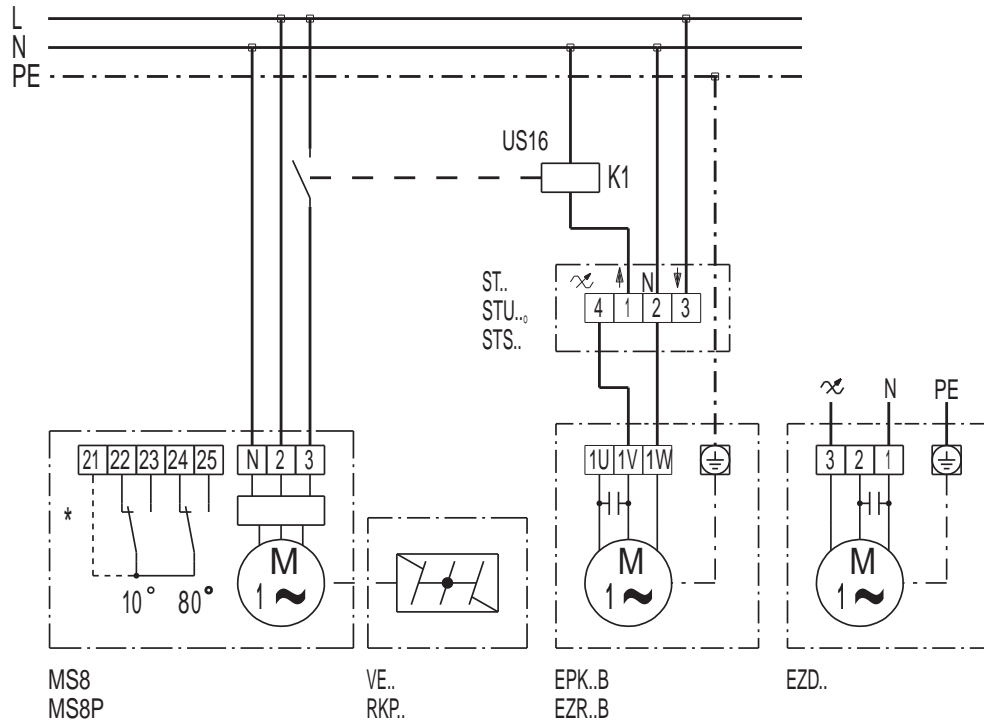 L
N
PE
US16
K1
ST..
STU..
STS..
N
4 1 2 3
N PE
21 22 23 24 25 N 2 3
1U 1V 1W
3 2 1
*
10° 80°
M
1 ~
M
1 ~
M
1 ~
MS8
MS8P
VE..
RKP..
EPK..B
EZR..B
EZD..